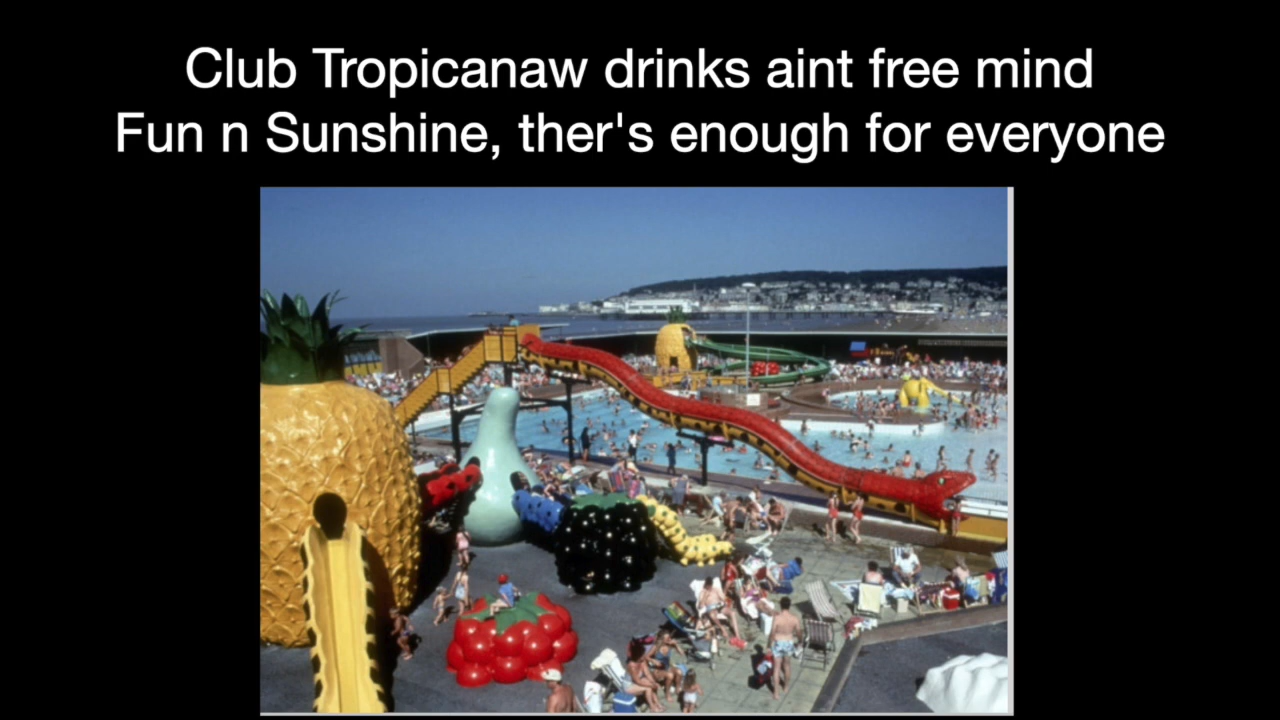 Club Tropicanaw drinks aint free mind
Fun n Sunshine, ther's enough for everyone